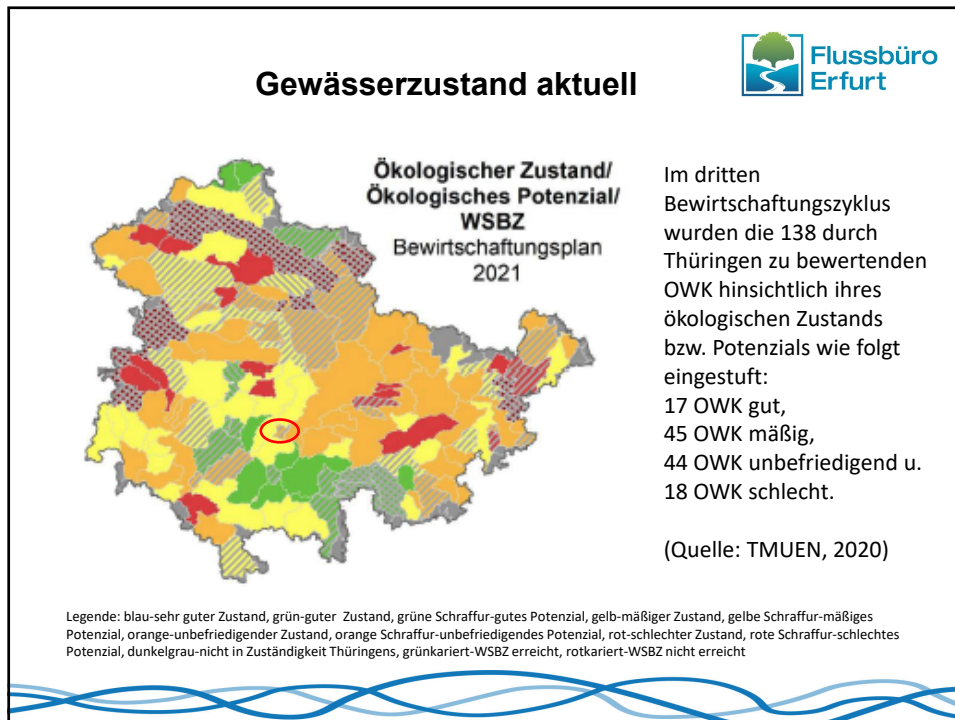 Gewässerzustand aktuell
Flussbüro
Erfurt
Ökologischer Zustand/
Ökologisches Potenzial/
WSBZ
Bewirtschaftungsplan
2021
Im dritten
Bewirtschaftungszyklus
wurden die 138 durch
Thüringen zu bewertenden
OWK hinsichtlich ihres
ökologischen Zustands
bzw. Potenzials wie folgt
eingestuft:
17 OWK gut,
45 OWK mäßig,
44 OWK unbefriedigend u.
18 OWK schlecht.
(Quelle: TMUEN, 2020)
Legende: blau-sehr guter Zustand, grün-guter Zustand, grüne Schraffur-gutes Potenzial, gelb-mäßiger Zustand, gelbe Schraffur-mäßiges
Potenzial, orange-unbefriedigender Zustand, orange Schraffur-unbefriedigendes Potenzial, rot-schlechter Zustand, rote Schraffur-schlechtes
Potenzial, dunkelgrau-nicht in Zuständigkeit Thüringens, grünkariert-WSBZ erreicht, rotkariert-WSBZ nicht erreicht